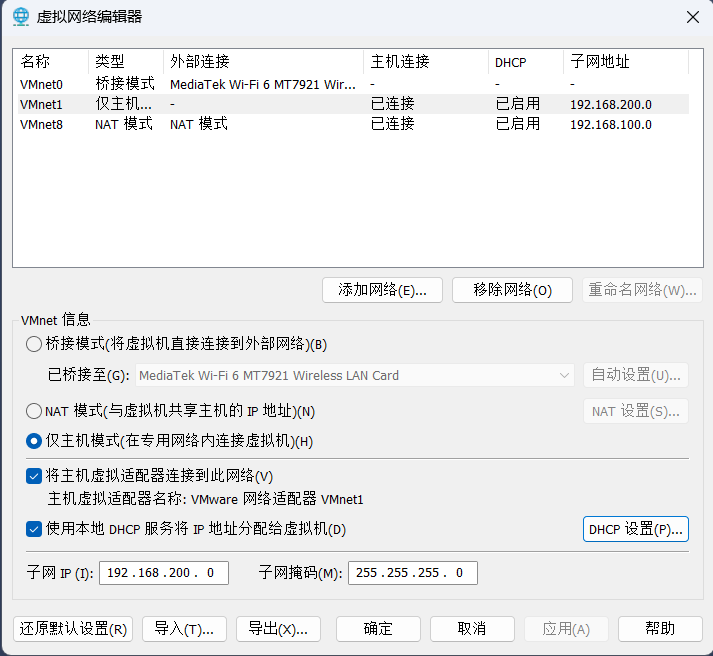 虚拟网络编辑器
名称 类型 外部连接 主机连接 DHCP 子网地址
VMnet0 桥接模式 MediaTek Wi-Fi 6 MT7921 Wir... - - -
VMnet1 仅主机... - 已连接 已启用 192.168.200.0
VMnet8 NAT 模式 NAT 模式 已连接 已启用 192.168.100.0
添加网络(E)... 移除网络(O) 重命名网络(W)...
VMnet 信息
桥接模式(将虚拟机直接连接到外部网络)(B)
已桥接至(G): MediaTek Wi-Fi 6 MT7921 Wireless LAN Card 自动设置(U)...
NAT 模式(与虚拟机共享主机的 IP 地址)(N) NAT 设置(S)...
仅主机模式(在专用网络内连接虚拟机)(H)
将主机虚拟适配器连接到此网络(V)
主机虚拟适配器名称: VMware 网络适配器 VMnet1
使用本地 DHCP 服务将 IP 地址分配给虚拟机(D) DHCP 设置(P)...
子网 IP (I): 192 . 168 . 200 . 0 子网掩码(M): 255 . 255 . 255 . 0
还原默认设置(R) 导入(T)... 导出(X)... 确定 取消 应用(A) 帮助